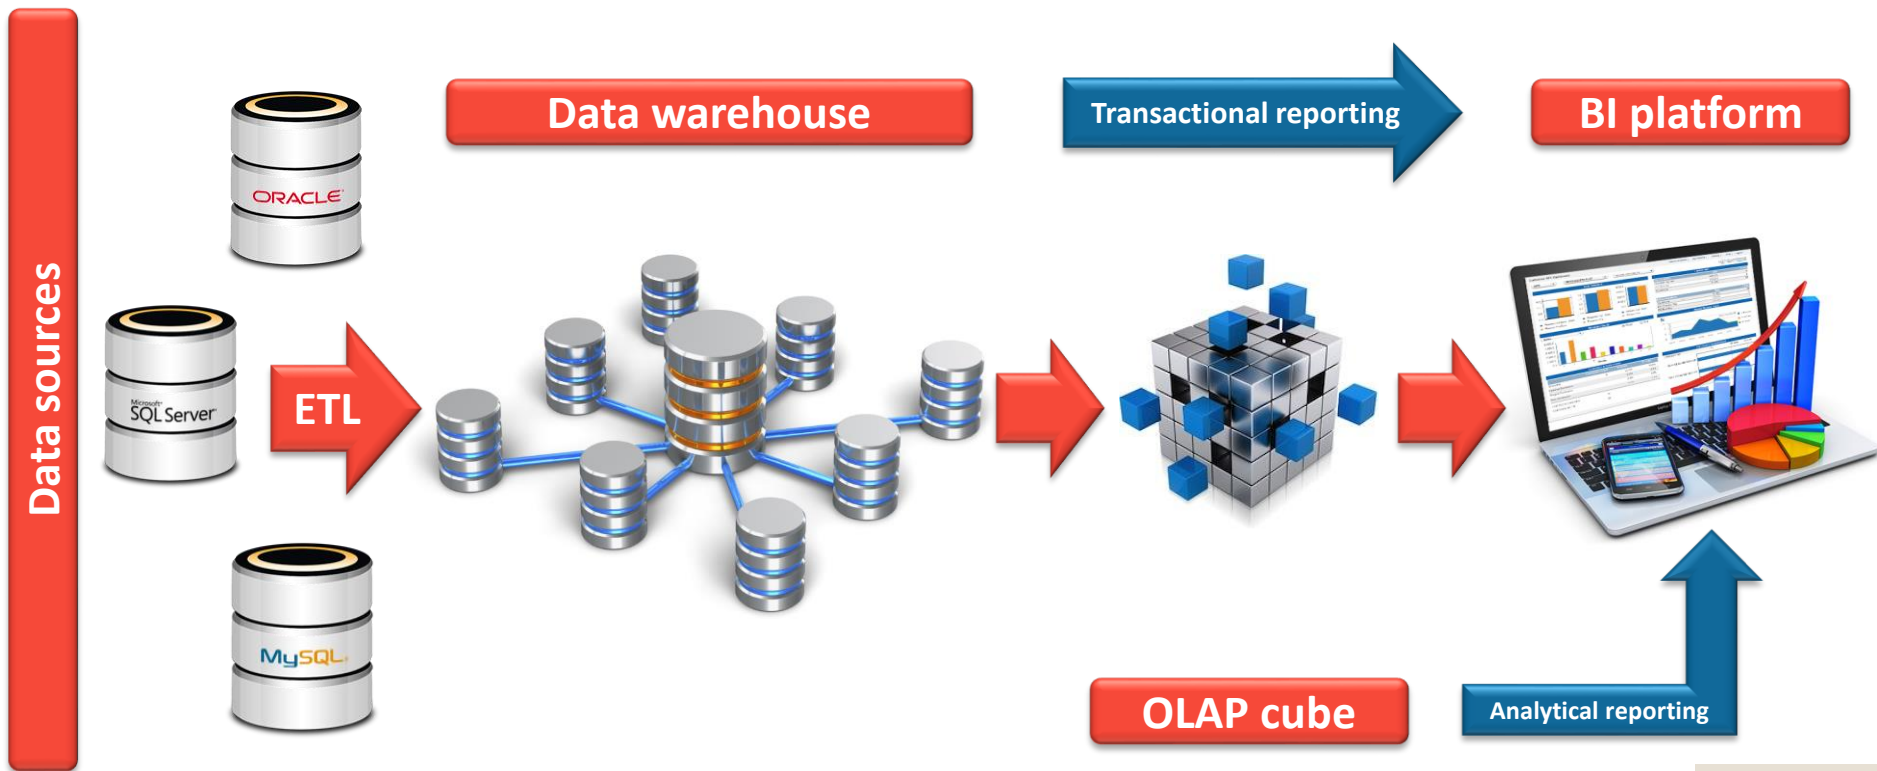 Data sources
ORACLE
Microsoft
SQL Server
MySQL
ETL
Data warehouse
Transactional reporting
BI platform
OLAP cube
Analytical reporting